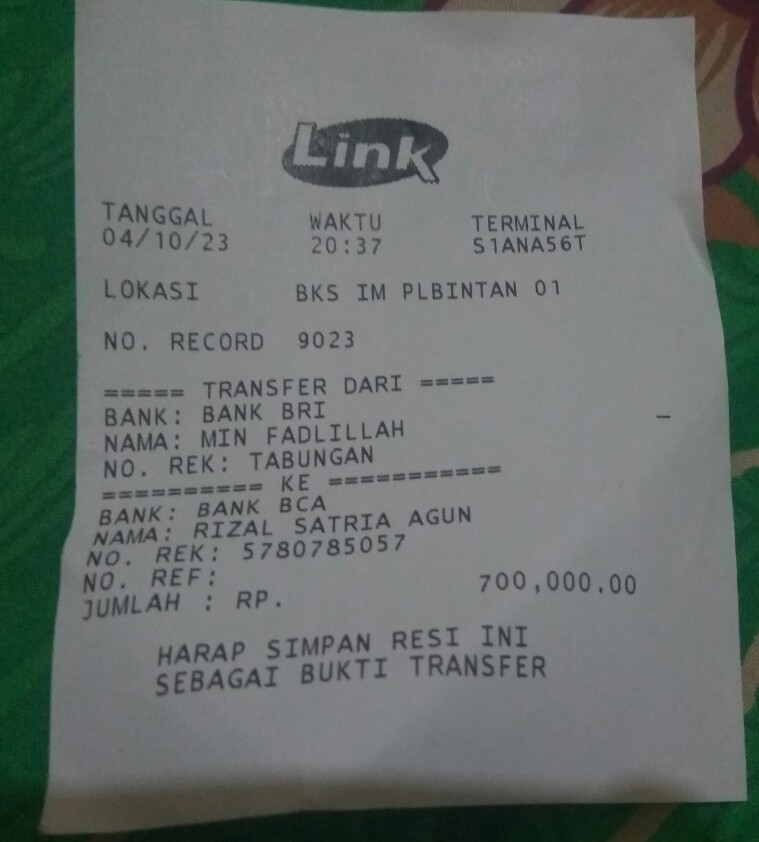 Link
TANGGAL WAKTU TERMINAL
04/10/23 20:37 S1ANA56T
LOKASI BKS IM PLBINTAN 01
NO. RECORD 9023
===== TRANSFER DARI =====
BANK: BANK BRI
NAMA: MIN FADLILLAH
NO. REK: TABUNGAN
========== KE ===========
BANK: BANK BCA
NAMA: RIZAL SATRIA AGUN
NO. REK: 5780785057
NO. REF:
JUMLAH : RP. 700,000.00
HARAP SIMPAN RESI INI
SEBAGAI BUKTI TRANSFER